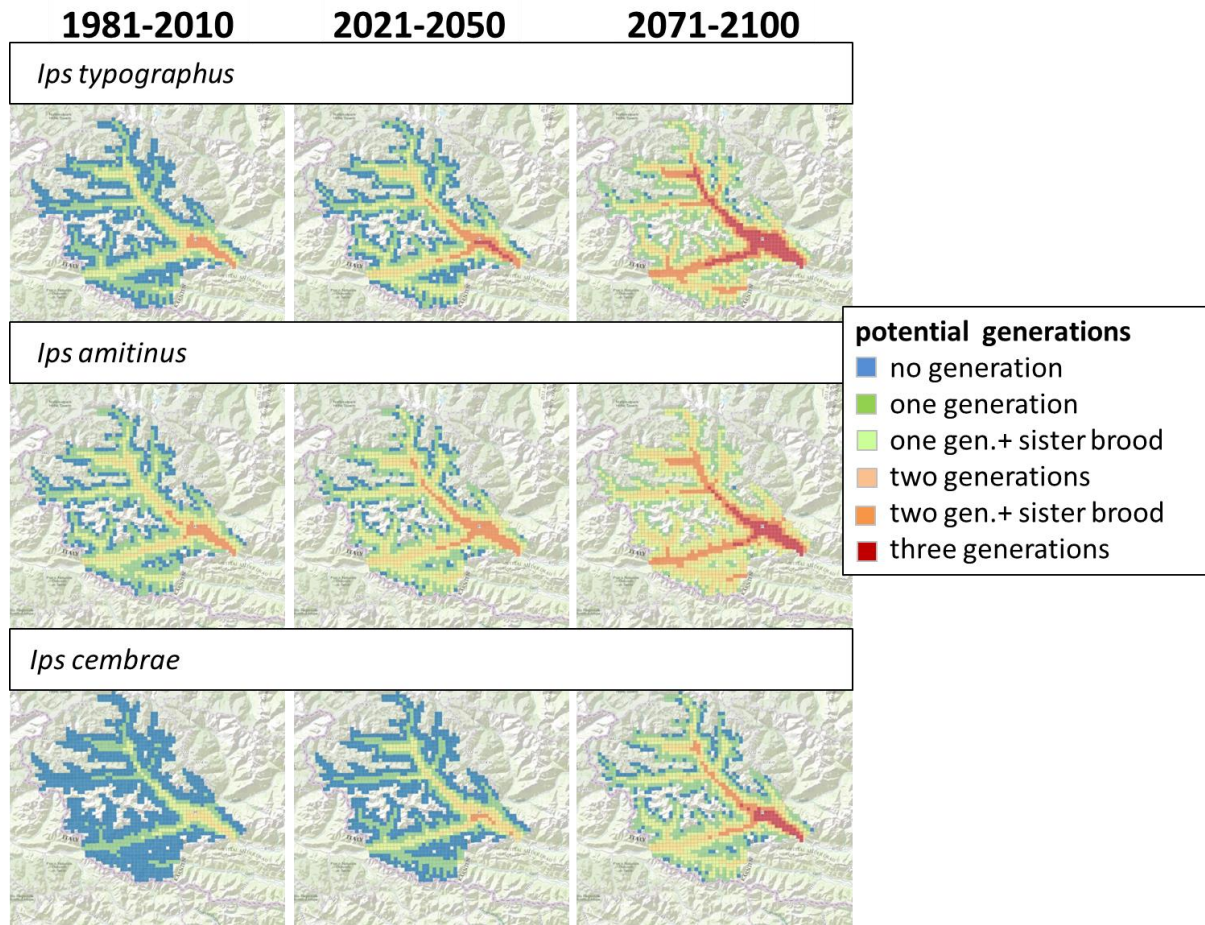 1981-2010 2021-2050 2071-2100
Ips typographus
Ips amitinus
potential generations
no generation
one generation
one gen.+ sister brood
two generations
two gen.+ sister brood
three generations
Ips cembrae